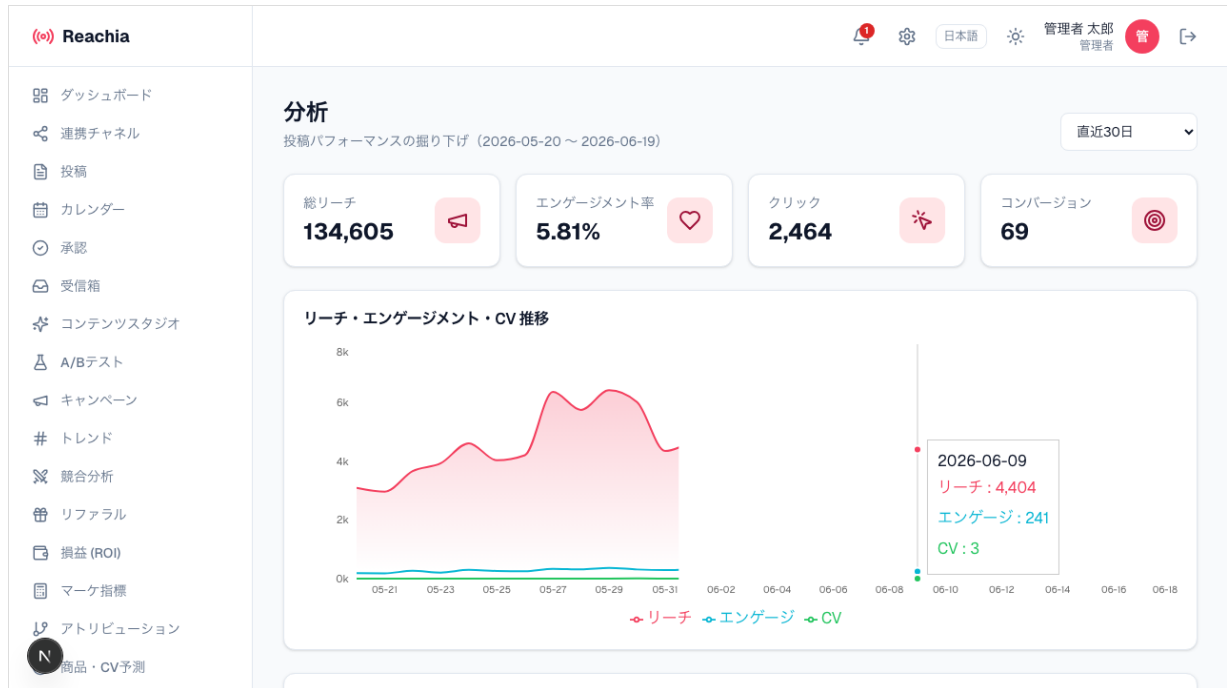 Reachia
1
日本語
管理者 太郎
管理者
管
ダッシュボード
連携チャネル
投稿
カレンダー
承認
受信箱
コンテンツスタジオ
A/Bテスト
キャンペーン
トレンド
競合分析
リファラル
損益 (ROI)
マーケ指標
アトリビューション
商品・CV予測
N
分析
投稿パフォーマンスの掘り下げ（2026-05-20 〜 2026-06-19）
直近30日
総リーチ
134,605
エンゲージメント率
5.81%
クリック
2,464
コンバージョン
69
リーチ・エンゲージメント・CV 推移
8k
6k
4k
2k
0k
05-21 05-23 05-25 05-27 05-29 05-31 06-02 06-04 06-06 06-08 06-10 06-12 06-14 06-16 06-18
2026-06-09
リーチ : 4,404
エンゲージ : 241
CV : 3
リーチ エンゲージ CV